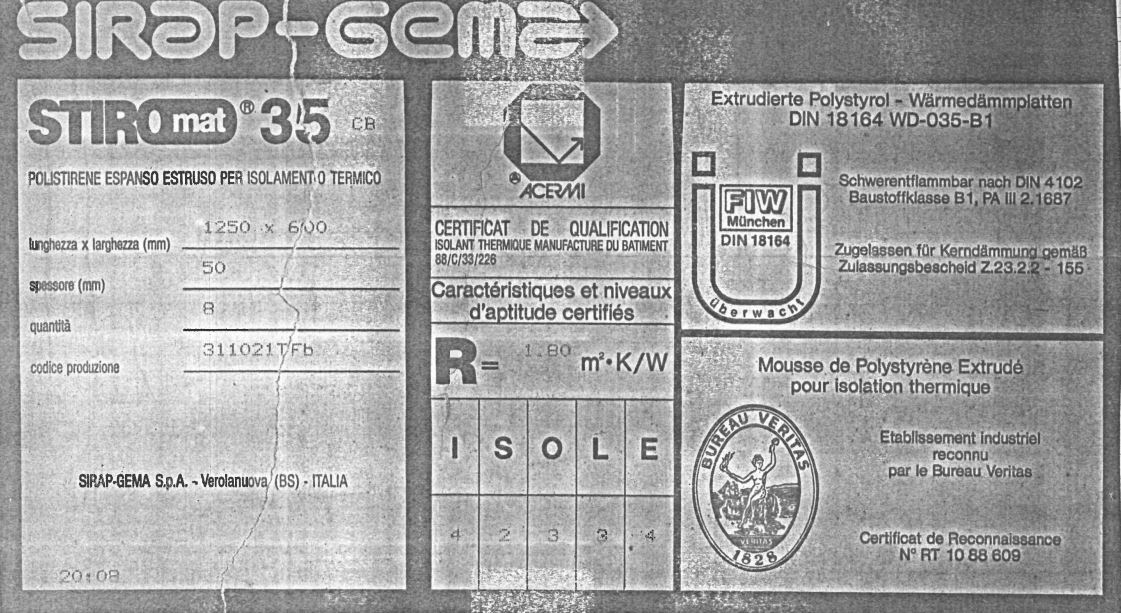 SIRAP-GEMA
STIROmat® 35 CB
POLISTIRENE ESPANSO ESTRUSO PER ISOLAMENTO TERMICO
lunghezza x larghezza (mm) 1250 x 600
spessore (mm) 50
quantità 8
codice produzione 311021TFb
SIRAP-GEMA S.p.A. - Verolanuova (BS) - ITALIA
20:08
ACERMI
CERTIFICAT DE QUALIFICATION
ISOLANT THERMIQUE MANUFACTURE DU BATIMENT
88/C/33/226
Caractéristiques et niveaux
d'aptitude certifiés
R= 1.80 m²·K/W
I S O L E
4 2 3 3 4
Extrudierte Polystyrol - Wärmedämmplatten
DIN 18164 WD-035-B1
FIW
München
DIN 18164
überwacht
Schwerentflammbar nach DIN 4102
Baustoffklasse B1, PA III 2.1687
Zugelassen für Kerndämmung gemäß
Zulassungsbescheid Z.23.2.2 - 155
Mousse de Polystyrène Extrudé
pour isolation thermique
BUREAU VERITAS
VERITAS
1828
Etablissement industriel
reconnu
par le Bureau Veritas
Certificat de Reconnaissance
N° RT 10 88 609